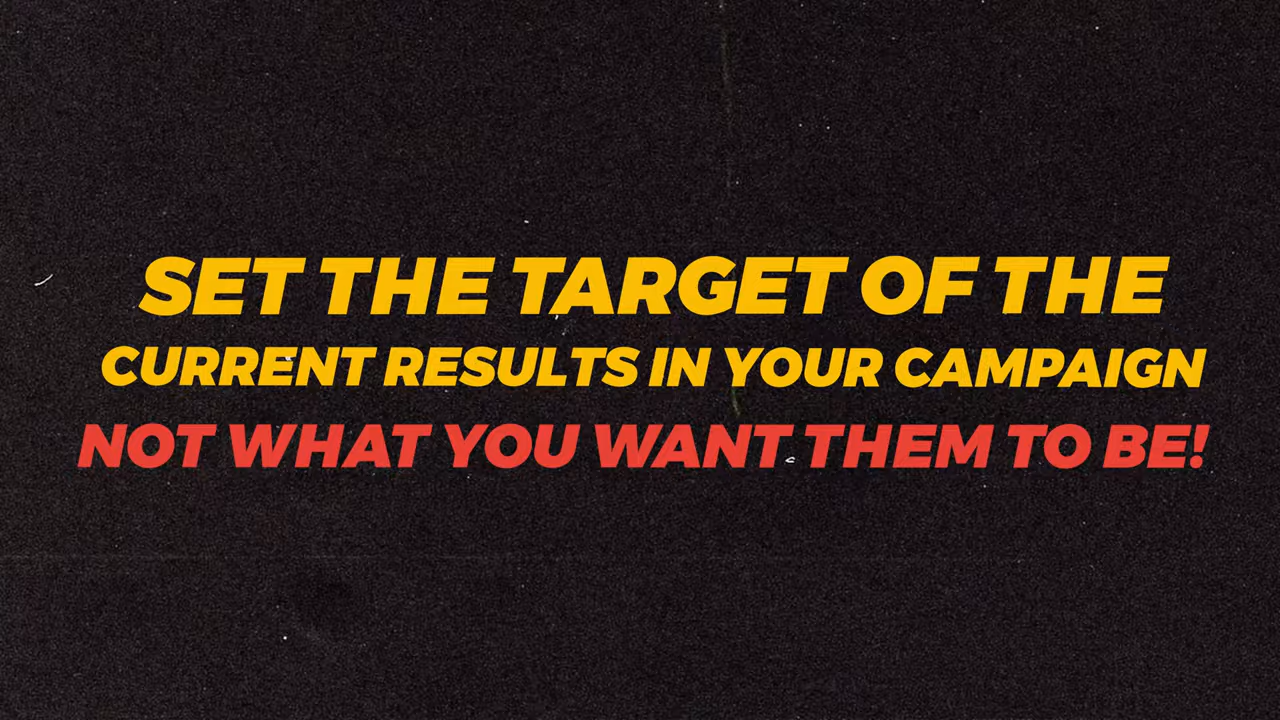 SET THE TARGET OF THE
CURRENT RESULTS IN YOUR CAMPAIGN
NOT WHAT YOU WANT THEM TO BE!